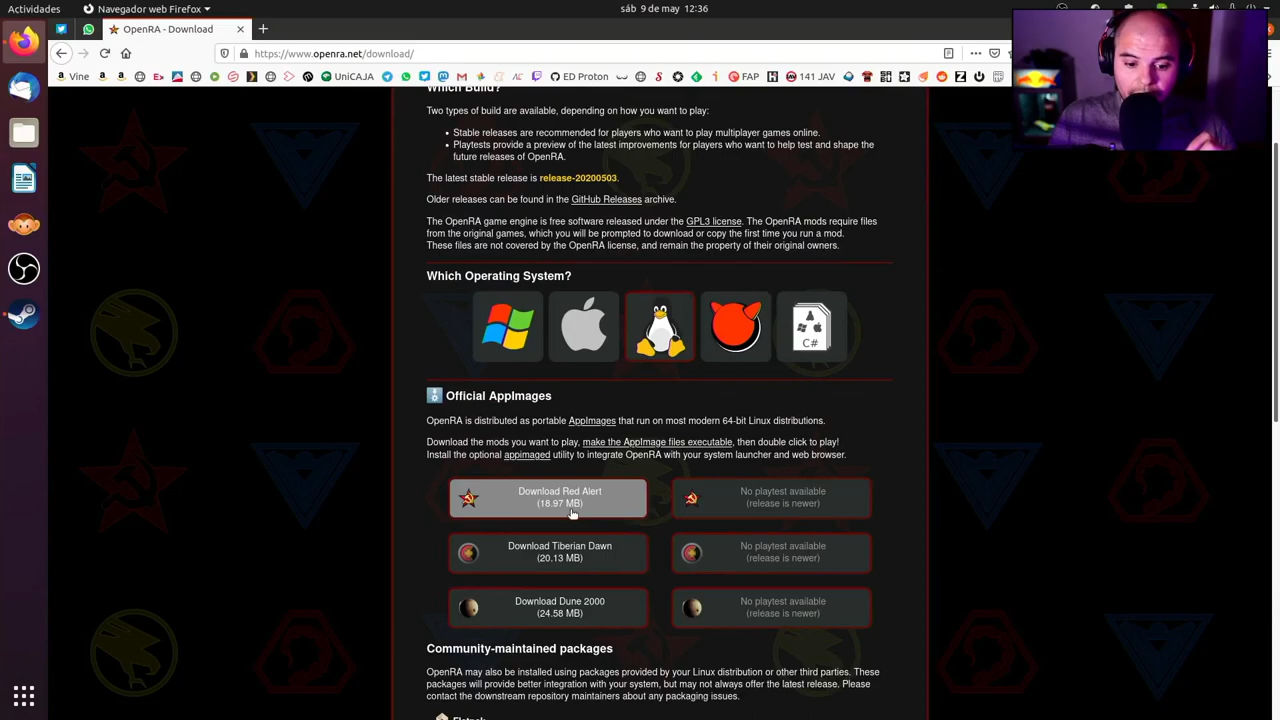 Actividades
Navegador web Firefox
sáb 9 de may 12:36
OpenRA - Download
https://www.openra.net/download/
Vine
UniCAJA
ED Proton
FAP
141 JAV
Which Build?
Two types of build are available, depending on how you want to play:
Stable releases are recommended for players who want to play multiplayer games online.
Playtests provide a preview of the latest improvements for players who want to help test and shape the
future releases of OpenRA.
The latest stable release is release-20200503.
Older releases can be found in the GitHub Releases archive.
The OpenRA game engine is free software released under the GPL3 license. The OpenRA mods require files
from the original games, which you will be prompted to download or copy the first time you run a mod.
These files are not covered by the OpenRA license, and remain the property of their original owners.
Which Operating System?
C#
Official AppImages
OpenRA is distributed as portable AppImages that run on most modern 64-bit Linux distributions.
Download the mods you want to play, make the AppImage files executable, then double click to play!
Install the optional appimaged utility to integrate OpenRA with your system launcher and web browser.
Download Red Alert
(18.97 MB)
No playtest available
(release is newer)
Download Tiberian Dawn
(20.13 MB)
No playtest available
(release is newer)
Download Dune 2000
(24.58 MB)
No playtest available
(release is newer)
Community-maintained packages
OpenRA may also be installed using packages provided by your Linux distribution or other third parties. These
packages will provide better integration with your system, but may not always offer the latest release. Please
contact the downstream repository maintainers about any packaging issues.